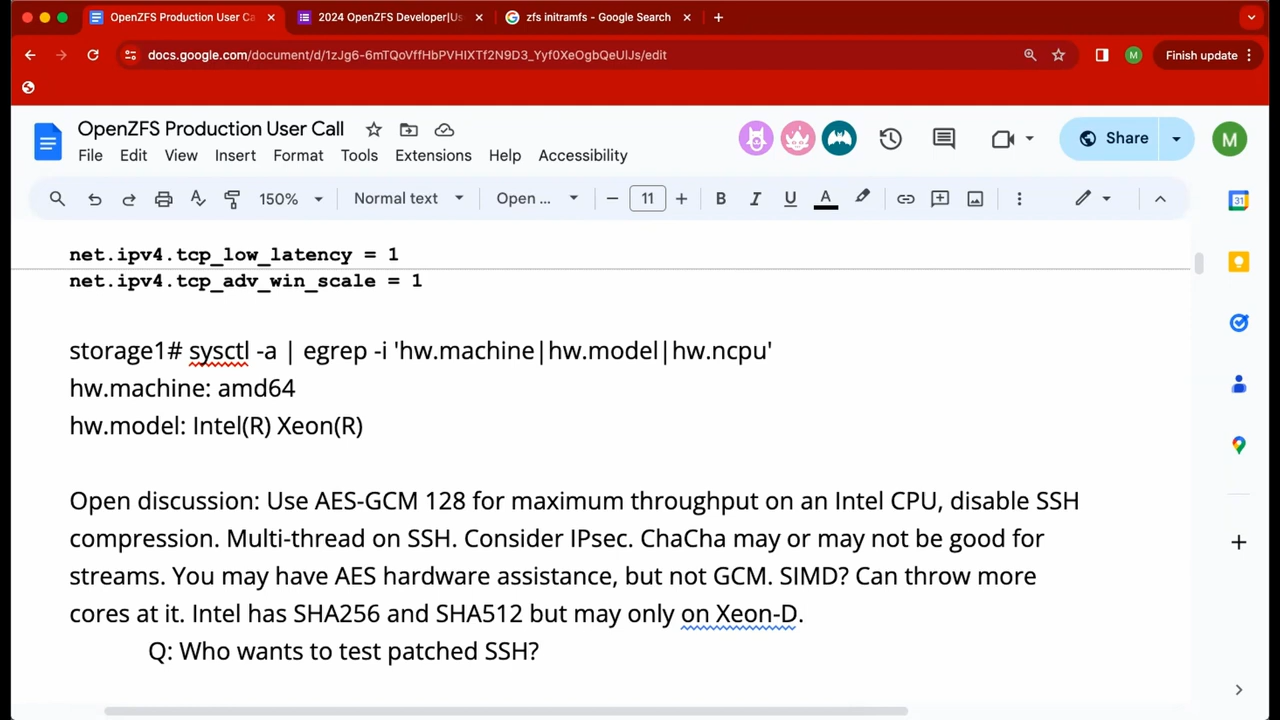 OpenZFS Production User Ca
2024 OpenZFS Developer|Us
zfs initramfs - Google Search
docs.google.com/document/d/1zJg6-6mTQoVffHbPVHIXTf2N9D3_Yyf0XeOgbQeUlJs/edit
M
Finish update
OpenZFS Production User Call
Share
M
File Edit View Insert Format Tools Extensions Help Accessibility
150%
Normal text
Open ...
11
B I U A
31
net.ipv4.tcp_low_latency = 1
net.ipv4.tcp_adv_win_scale = 1
storage1# sysctl -a | egrep -i 'hw.machine|hw.model|hw.ncpu'
hw.machine: amd64
hw.model: Intel(R) Xeon(R)
Open discussion: Use AES-GCM 128 for maximum throughput on an Intel CPU, disable SSH
compression. Multi-thread on SSH. Consider IPsec. ChaCha may or may not be good for
streams. You may have AES hardware assistance, but not GCM. SIMD? Can throw more
cores at it. Intel has SHA256 and SHA512 but may only on Xeon-D.
Q: Who wants to test patched SSH?